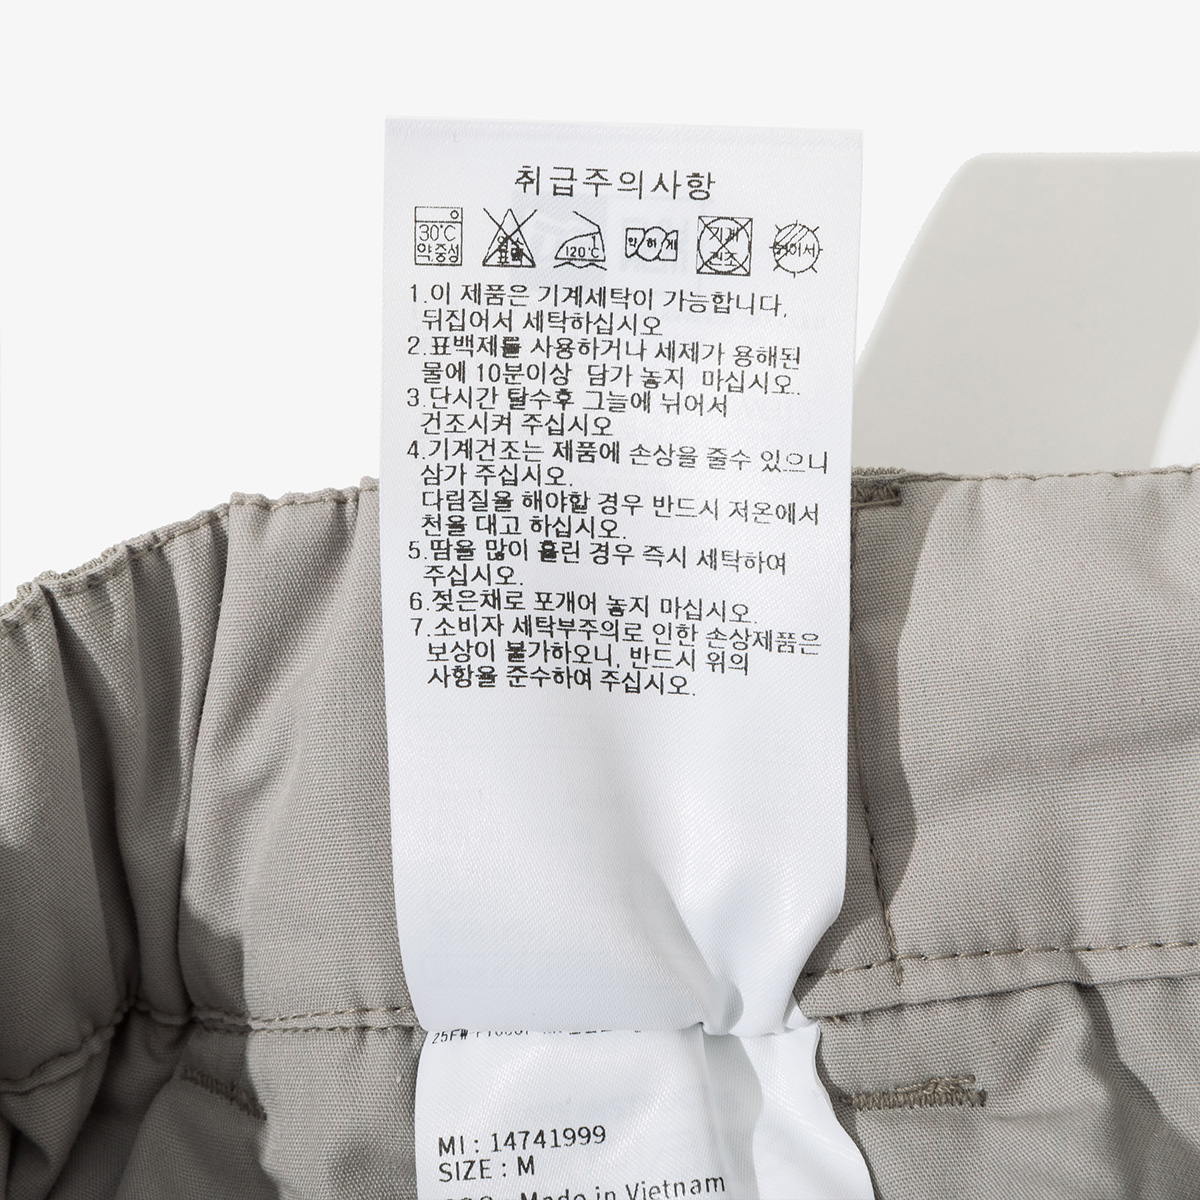 취급주의사항
30℃
약중성
염소
표백
120℃
약하게
기계
건조
뉘어서
1.이 제품은 기계세탁이 가능합니다,
뒤집어서 세탁하십시오
2.표백제를 사용하거나 세제가 용해된
물에 10분이상 담가 놓지 마십시오.
3.단시간 탈수후 그늘에 뉘어서
건조시켜 주십시오
4.기계건조는 제품에 손상을 줄수 있으니
삼가 주십시오.
다림질을 해야할 경우 반드시 저온에서
천을 대고 하십시오.
5.땀을 많이 흘린 경우 즉시 세탁하여
주십시오.
6.젖은채로 포개어 놓지 마십시오.
7.소비자 세탁부주의로 인한 손상제품은
보상이 불가하오니, 반드시 위의
사항을 준수하여 주십시오.
MI : 14741999
SIZE : M
Made in Vietnam